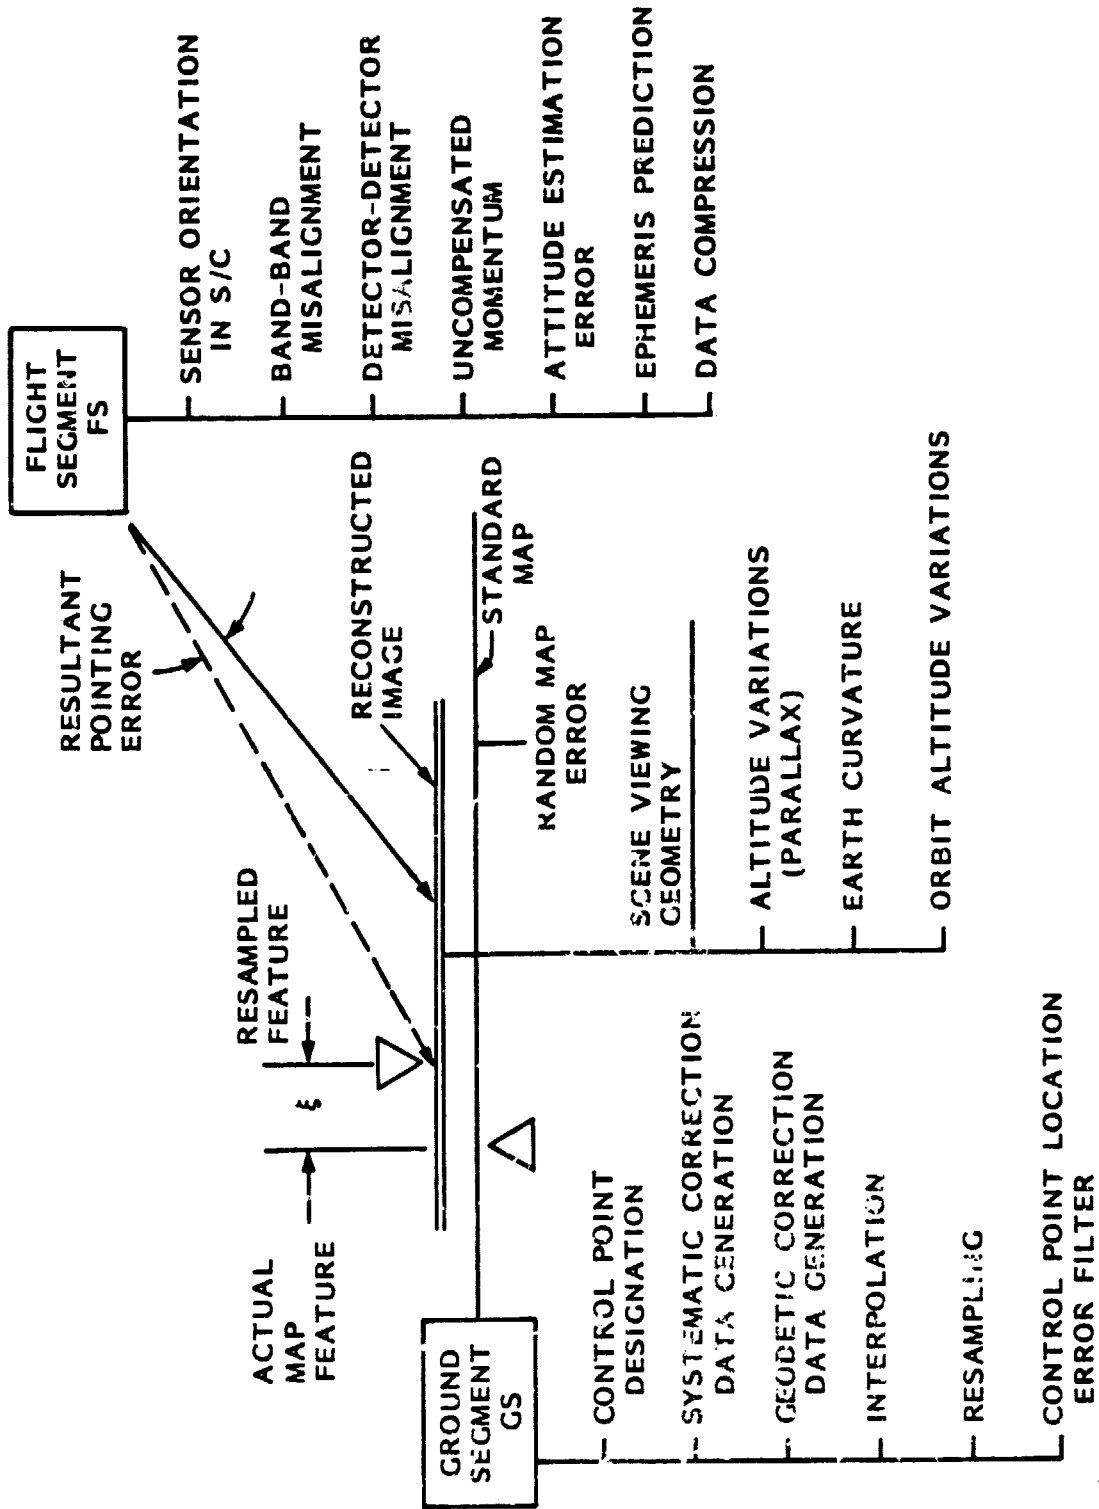 FLIGHT
SEGMENT
FS
SENSOR ORIENTATION
IN S/C
BAND-BAND
MISALIGNMENT
DETECTOR-DETECTOR
MISALIGNMENT
UNCOMPENSATED
MOMENTUM
ATTITUDE ESTIMATION
ERROR
EPHEMERIS PREDICTION
DATA COMPRESSION
RESULTANT
POINTING
ERROR
RECONSTRUCTED
IMAGE
STANDARD
MAP
RANDOM MAP
ERROR
RESAMPLED
FEATURE
ξ
ACTUAL
MAP
FEATURE
SCENE VIEWING
GEOMETRY
ALTITUDE VARIATIONS
(PARALLAX)
EARTH CURVATURE
ORBIT ALTITUDE VARIATIONS
GROUND
SEGMENT
GS
CONTROL POINT
DESIGNATION
SYSTEMATIC CORRECTION
DATA GENERATION
GEODETIC CORRECTION
DATA GENERATION
INTERPOLATION
RESAMPLING
CONTROL POINT LOCATION
ERROR FILTER